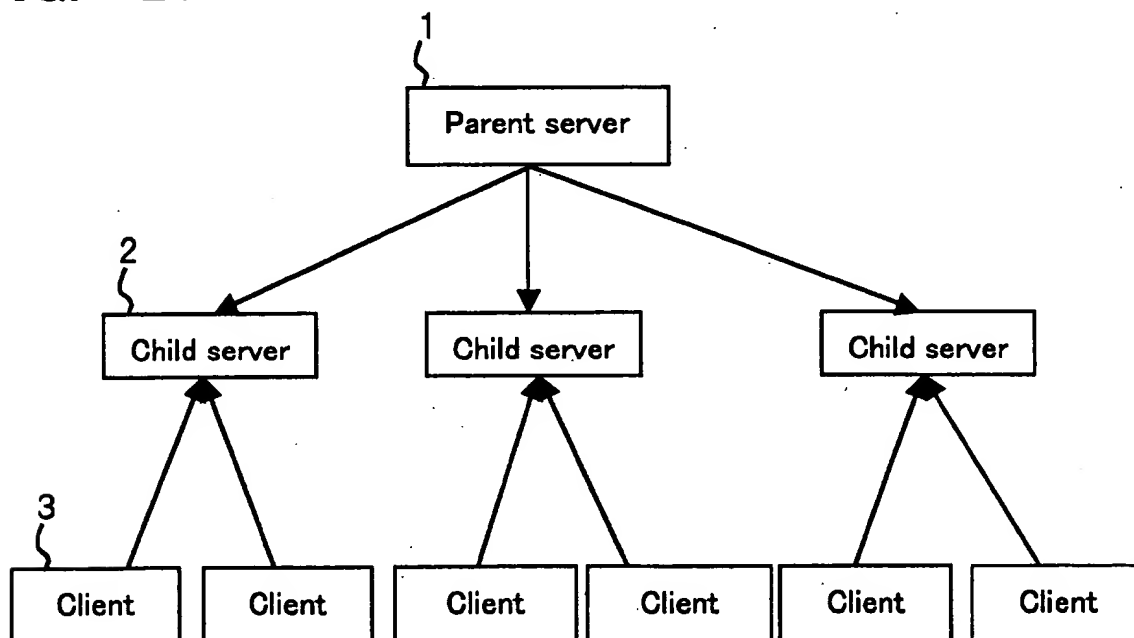 1
Parent server
2
Child server Child server Child server
3
Client Client Client Client Client Client